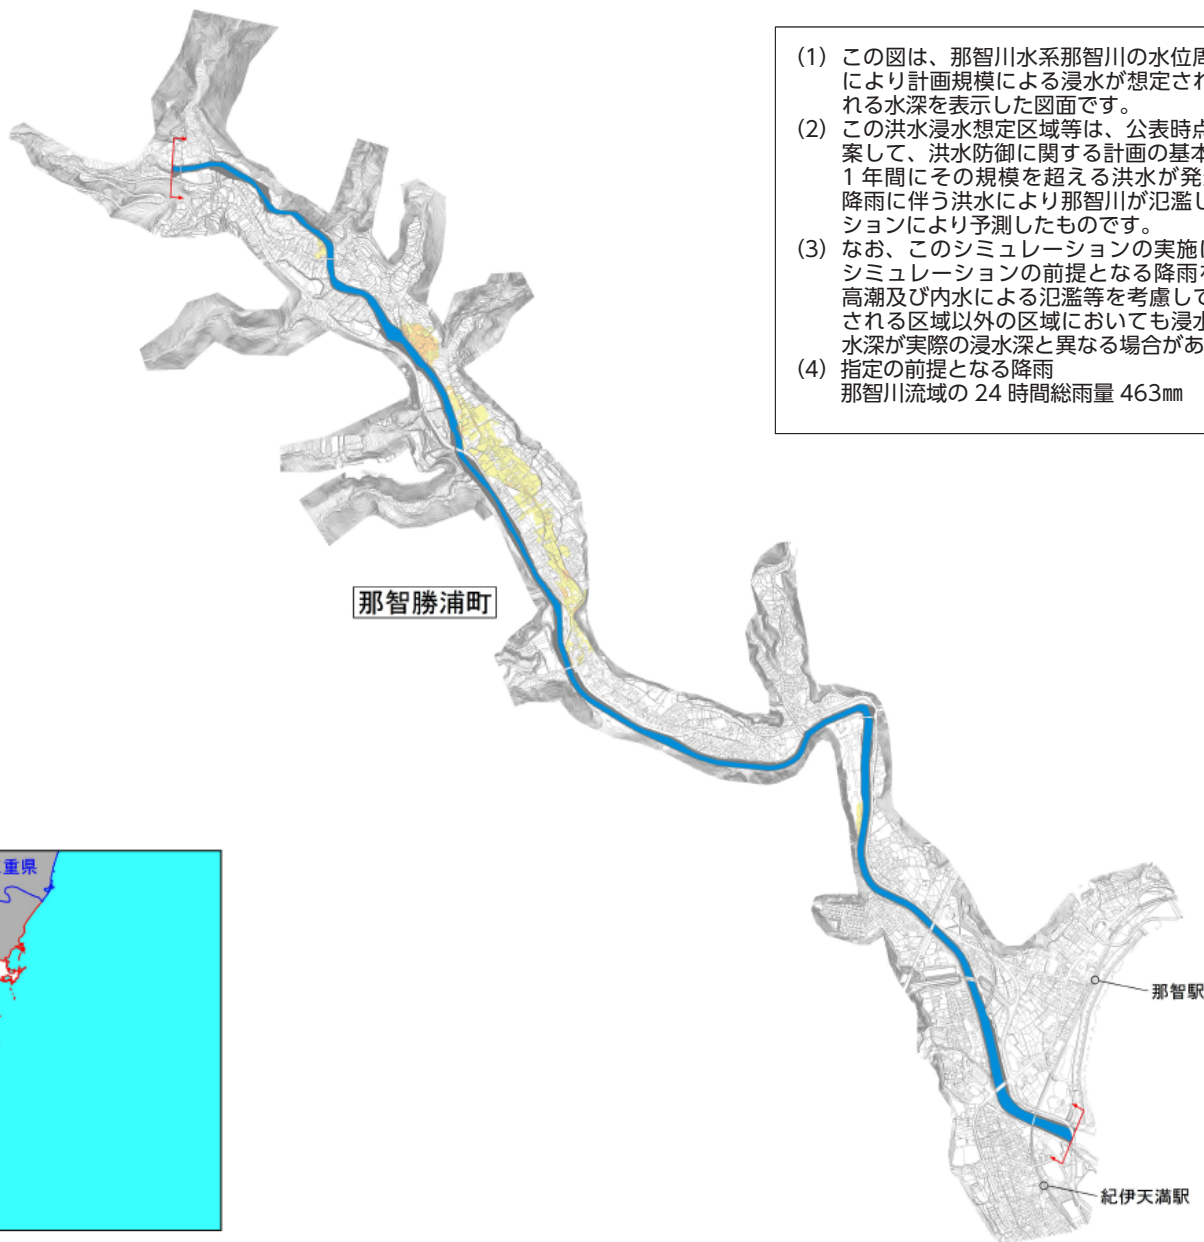 (1) この図は、那智川水系那智川の水位周
により計画規模による浸水が想定され
れる水深を表示した図面です。
(2) この洪水浸水想定区域等は、公表時点
案して、洪水防御に関する計画の基本
1年間にその規模を超える洪水が発
降雨に伴う洪水により那智川が氾濫し
ションにより予測したものです。
(3) なお、このシミュレーションの実施に
シミュレーションの前提となる降雨を
高潮及び内水による氾濫等を考慮して
される区域以外の区域においても浸水
水深が実際の浸水深と異なる場合があ
(4) 指定の前提となる降雨
那智川流域の 24 時間総雨量 463㎜
那智勝浦町
重県
那智駅
紀伊天満駅